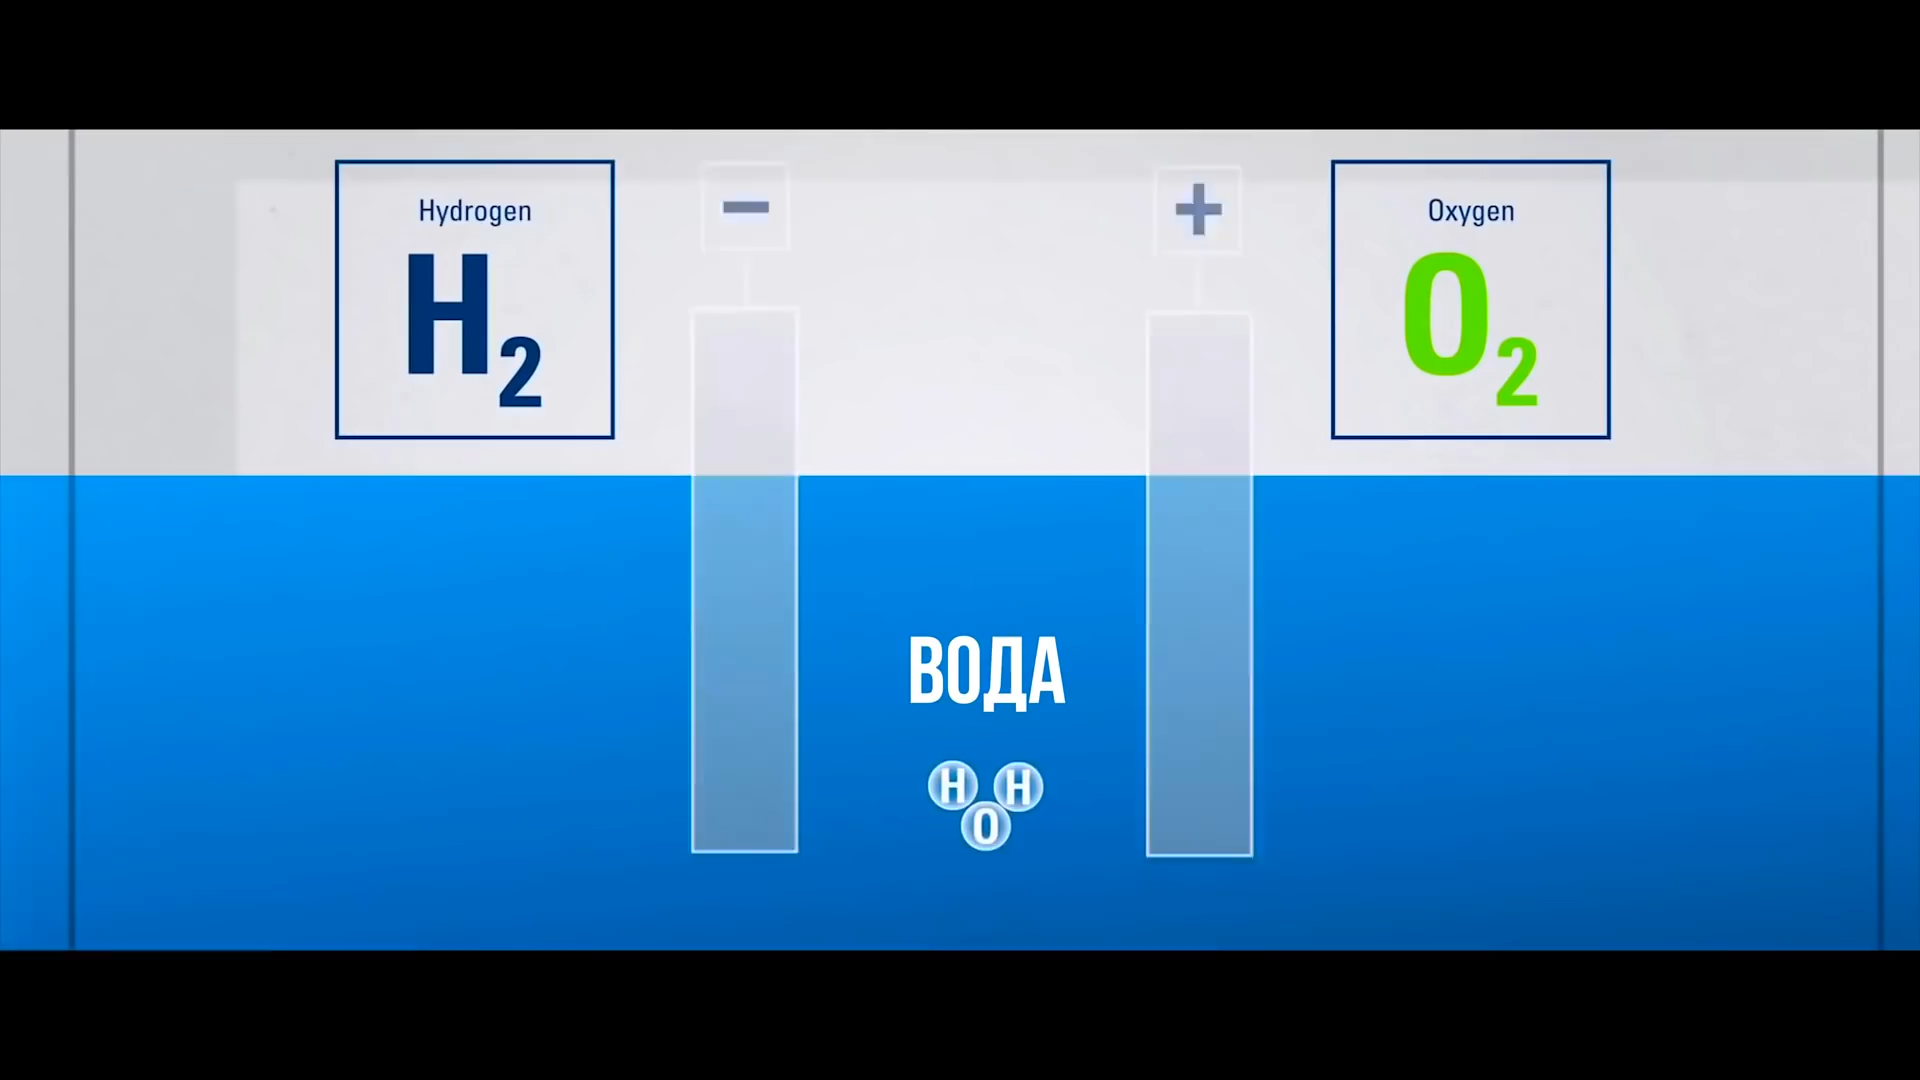 Hydrogen
H2
−
+
Oxygen
O2
ВОДА
H H
O